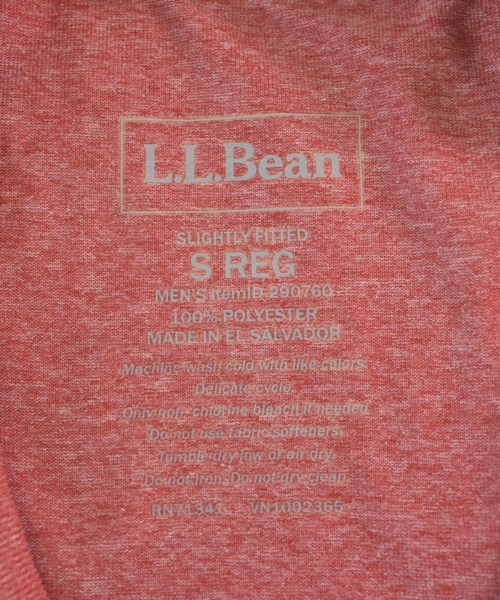 L.L.Bean
SLIGHTLY FITTED
S REG
MEN'S ItemID 290760
100% POLYESTER
MADE IN EL SALVADOR
Machine wash cold with like colors.
Delicate cycle.
Only non-chlorine bleach if needed.
Do not use fabric softeners.
Tumble dry low or air dry.
Do not iron. Do not dry clean.
RN71341 VN1002365